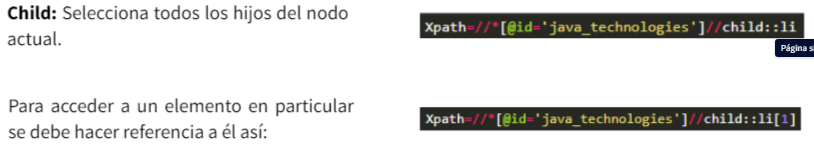 Child: Selecciona todos los hijos del nodo
actual.
Xpath=//*[@id='java_technologies']//child::li
Página s
Para acceder a un elemento en particular
se debe hacer referencia a él así:
Xpath=//*[@id='java_technologies']//child::li[1]